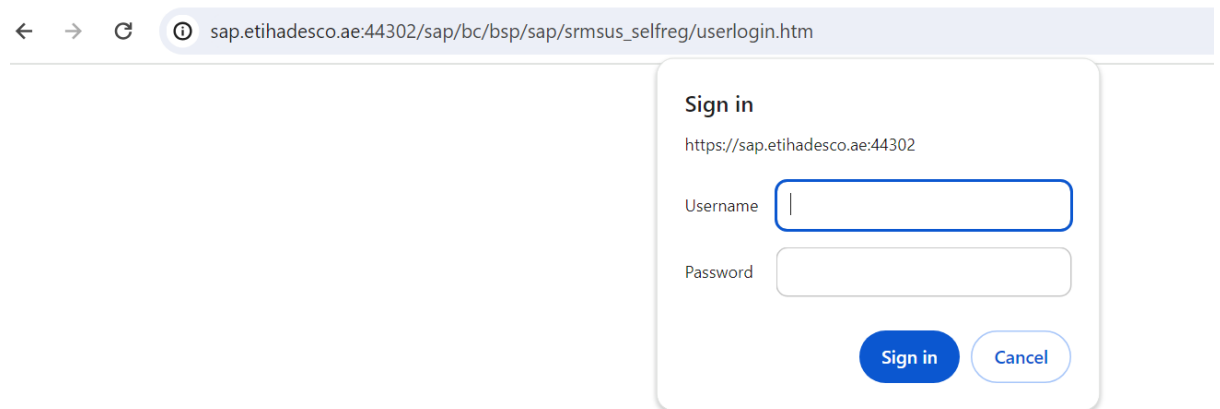 sap.etihadesco.ae:44302/sap/bc/bsp/sap/srmsus_selfreg/userlogin.htm
Sign in
https://sap.etihadesco.ae:44302
Username
Password
Sign in Cancel